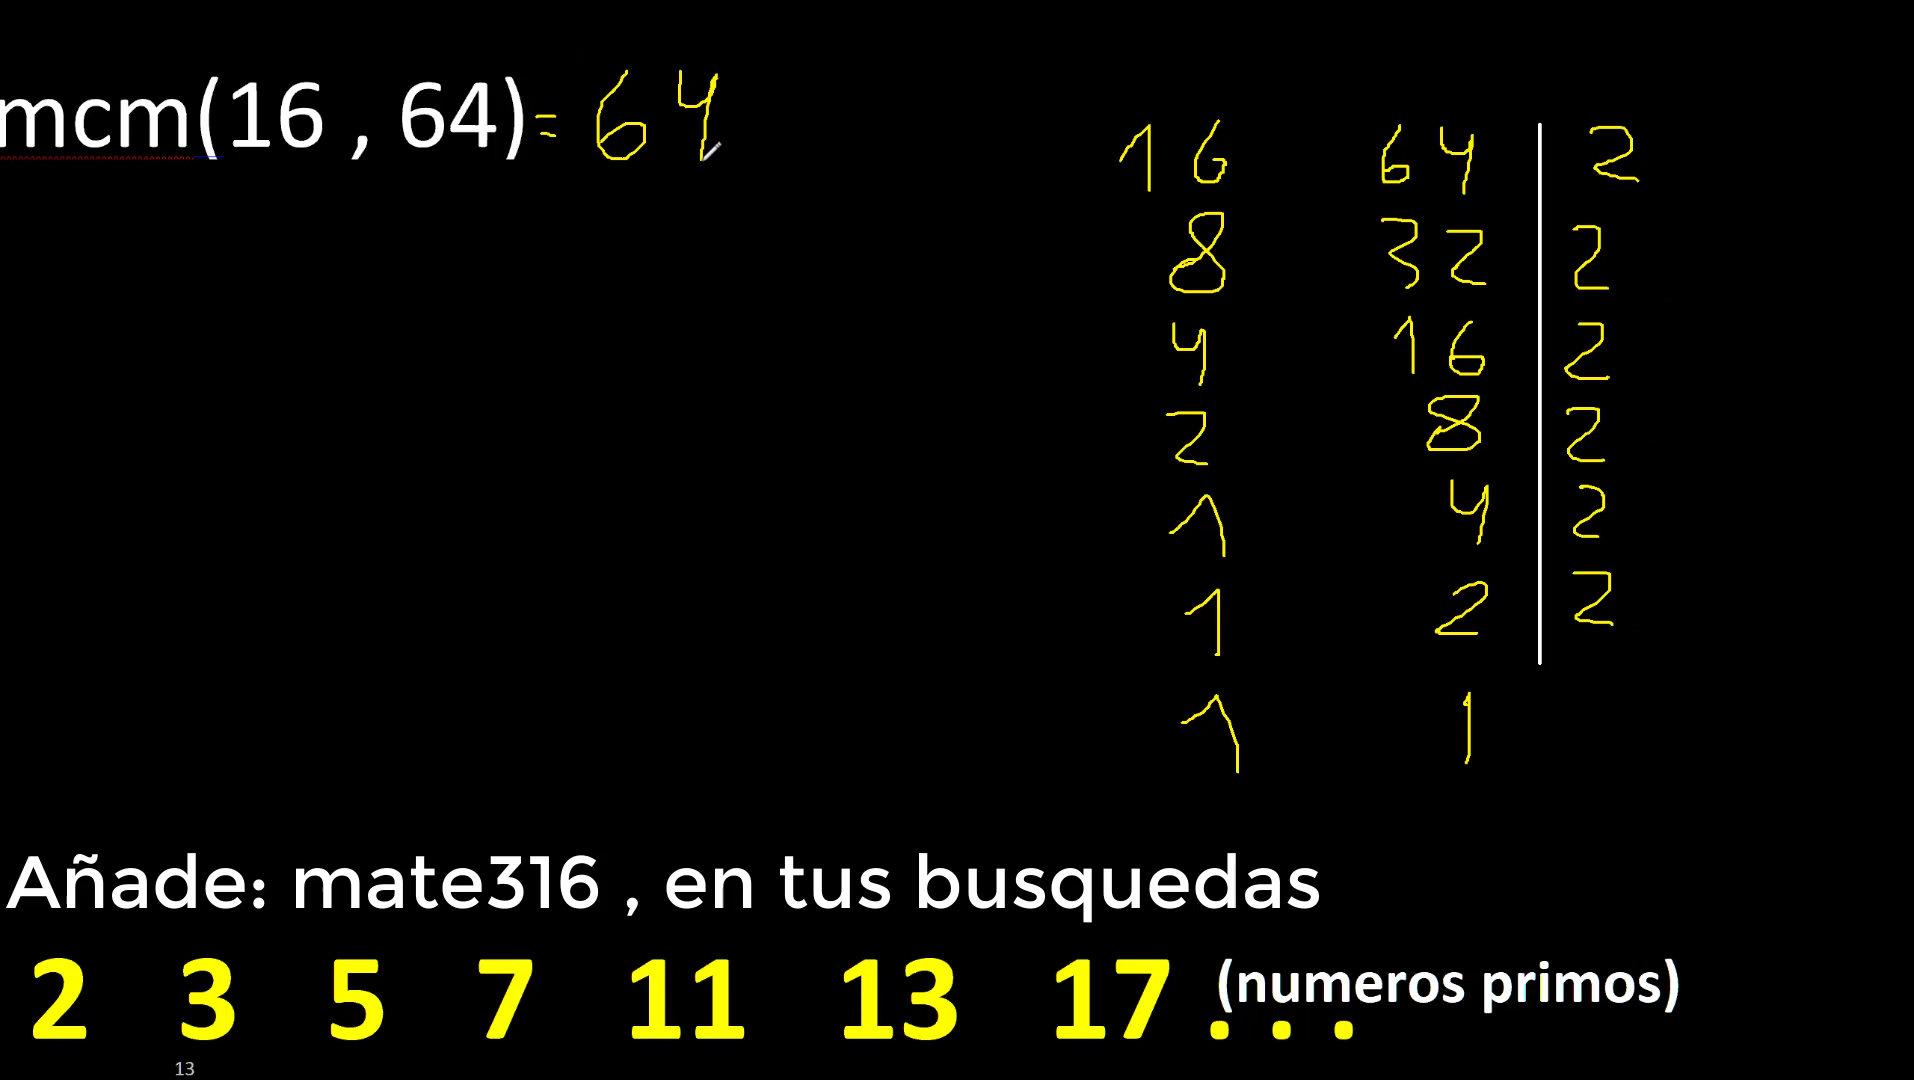 mcm(16 , 64)= 64
16 64 2
8 32 2
4 16 2
2 8 2
1 4 2
1 2 2
1 1
Añade: mate316 , en tus busquedas
2 3 5 7 11 13 17 . . . (numeros primos)
13